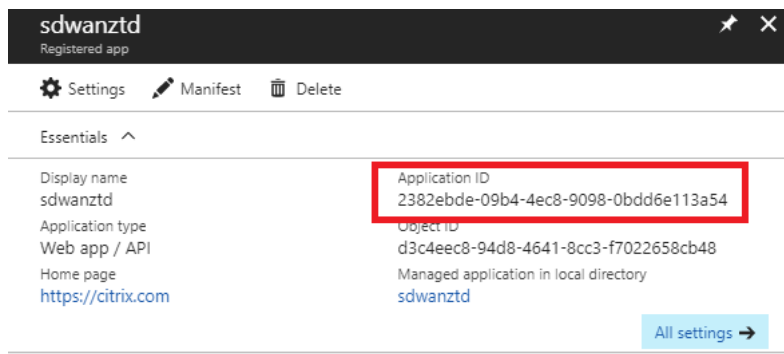 sdwanztd
Registered app
Settings Manifest Delete
Essentials
Display name
sdwanztd
Application type
Web app / API
Home page
https://citrix.com
Application ID
2382ebde-09b4-4ec8-9098-0bdd6e113a54
Object ID
d3c4eec8-94d8-4641-8cc3-f7022658cb48
Managed application in local directory
sdwanztd
All settings